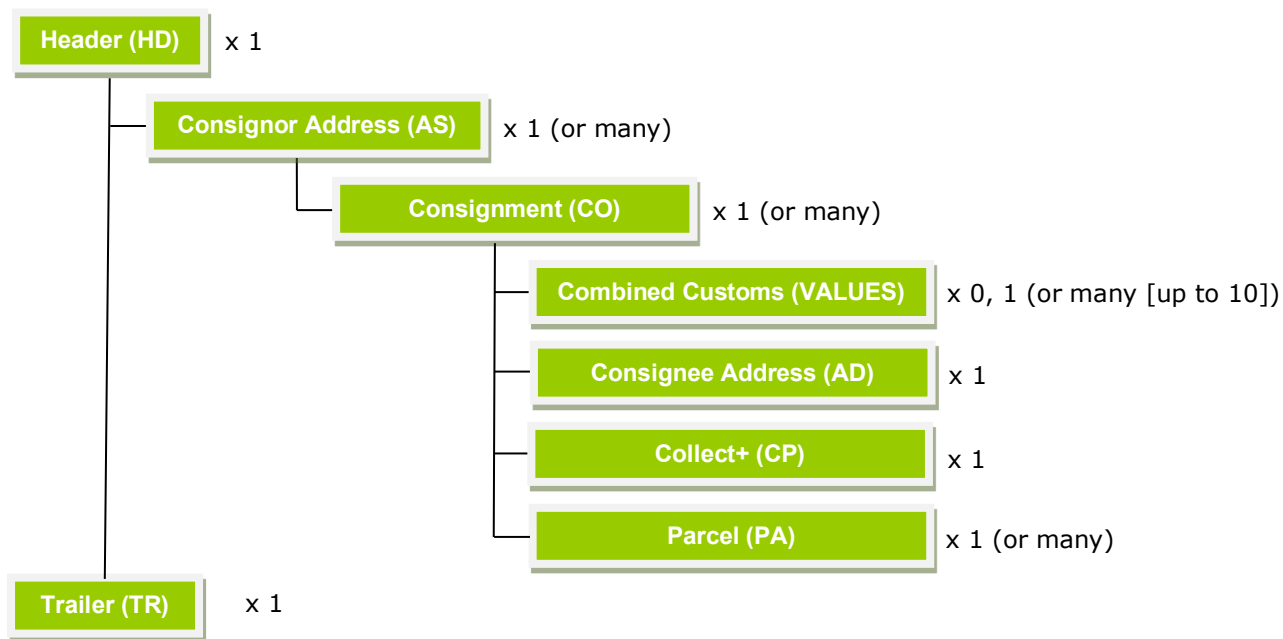 Header (HD) x 1
Consignor Address (AS) x 1 (or many)
Consignment (CO) x 1 (or many)
Combined Customs (VALUES) x 0, 1 (or many [up to 10])
Consignee Address (AD) x 1
Collect+ (CP) x 1
Parcel (PA) x 1 (or many)
Trailer (TR) x 1